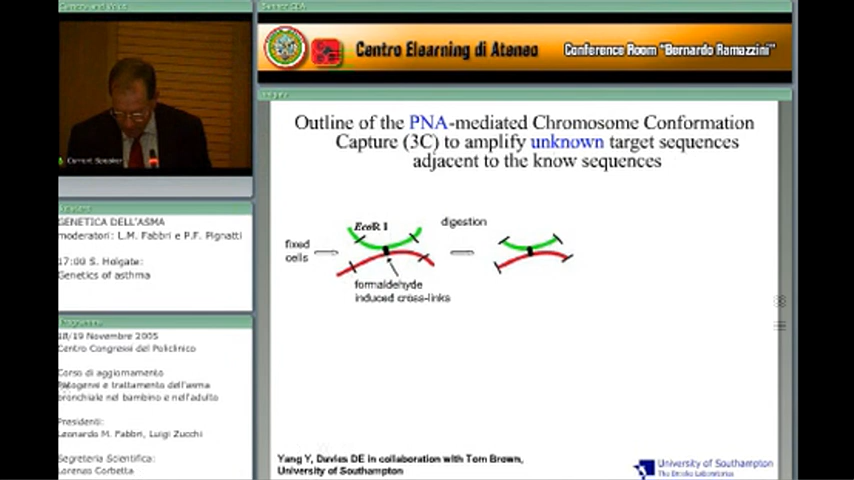 Centro Elearning di Ateneo
Conference Room "Bernardo Ramazzini"
Current Speaker
GENETICA DELL'ASMA
moderatori: L.M. Fabbri e P.F. Pignatti
17:00 S. Holgate:
Genetics of asthma
18/19 Novembre 2005
Centro Congressi del Policlinico
Corso di aggiornamento
Patogenesi e trattamento dell'asma
bronchiale nel bambino e nell'adulto
Presidenti:
Leonardo M. Fabbri, Luigi Zucchi
Segreteria Scientifica:
Lorenzo Corbetta
Outline of the PNA-mediated Chromosome Conformation
Capture (3C) to amplify unknown target sequences
adjacent to the know sequences
fixed
cells
EcoR I
formaldehyde
induced cross-links
digestion
Yang Y, Davies DE in collaboration with Tom Brown,
University of Southampton
University of Southampton